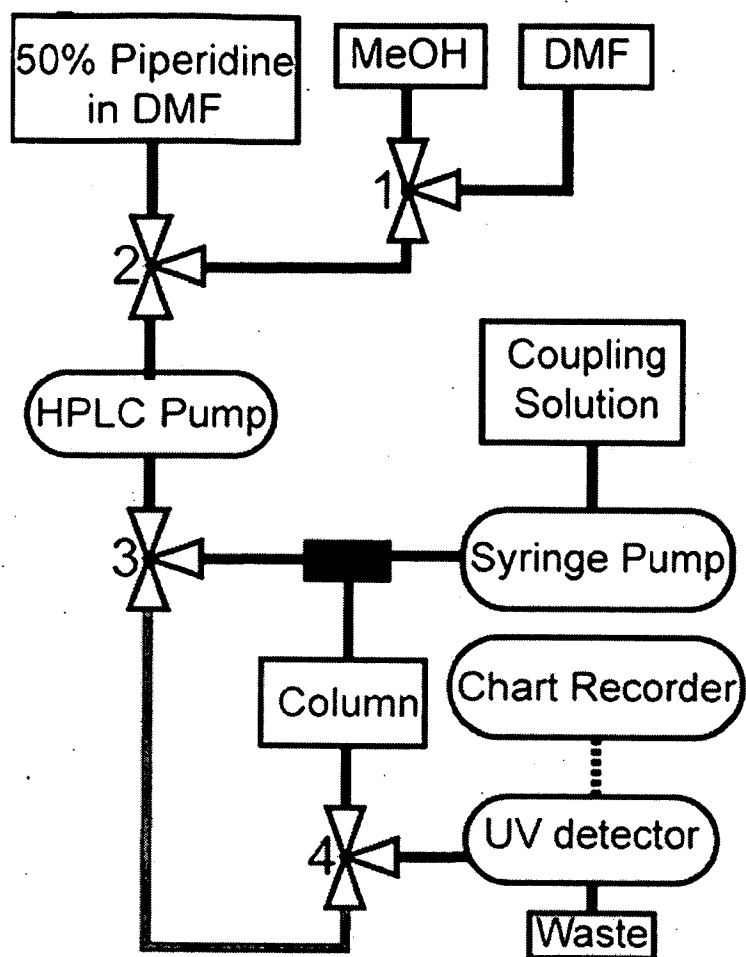 50% Piperidine
in DMF
MeOH
DMF
1
2
HPLC Pump
Coupling
Solution
3
Syringe Pump
Column
Chart Recorder
4
UV detector
Waste